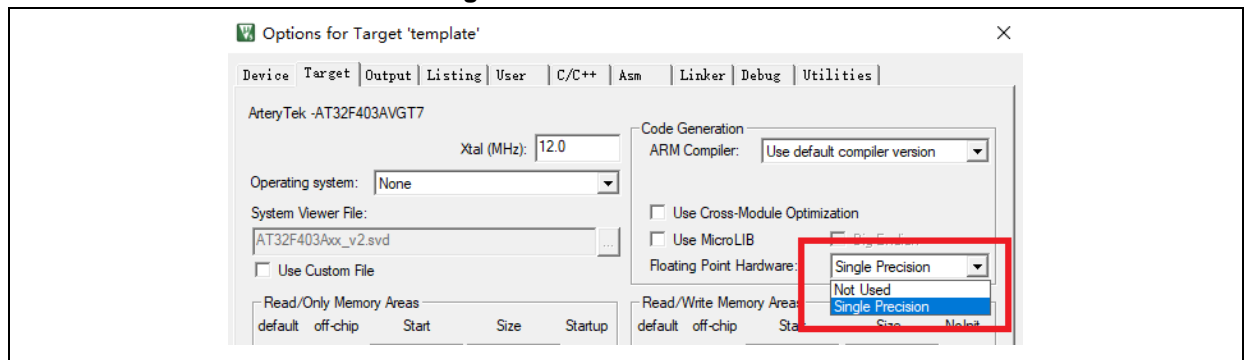 Options for Target 'template'
Device Target Output Listing User C/C++ Asm Linker Debug Utilities
ArteryTek -AT32F403AVGT7
Xtal (MHz): 12.0
Operating system: None
System Viewer File:
AT32F403Axx_v2.svd ...
Use Custom File
Code Generation
ARM Compiler: Use default compiler version
Use Cross-Module Optimization
Use MicroLIB Big Endian
Floating Point Hardware: Single Precision
Not Used
Single Precision
Read/Only Memory Areas
default off-chip Start Size Startup
Read/Write Memory Areas
default off-chip Start Size NoInit